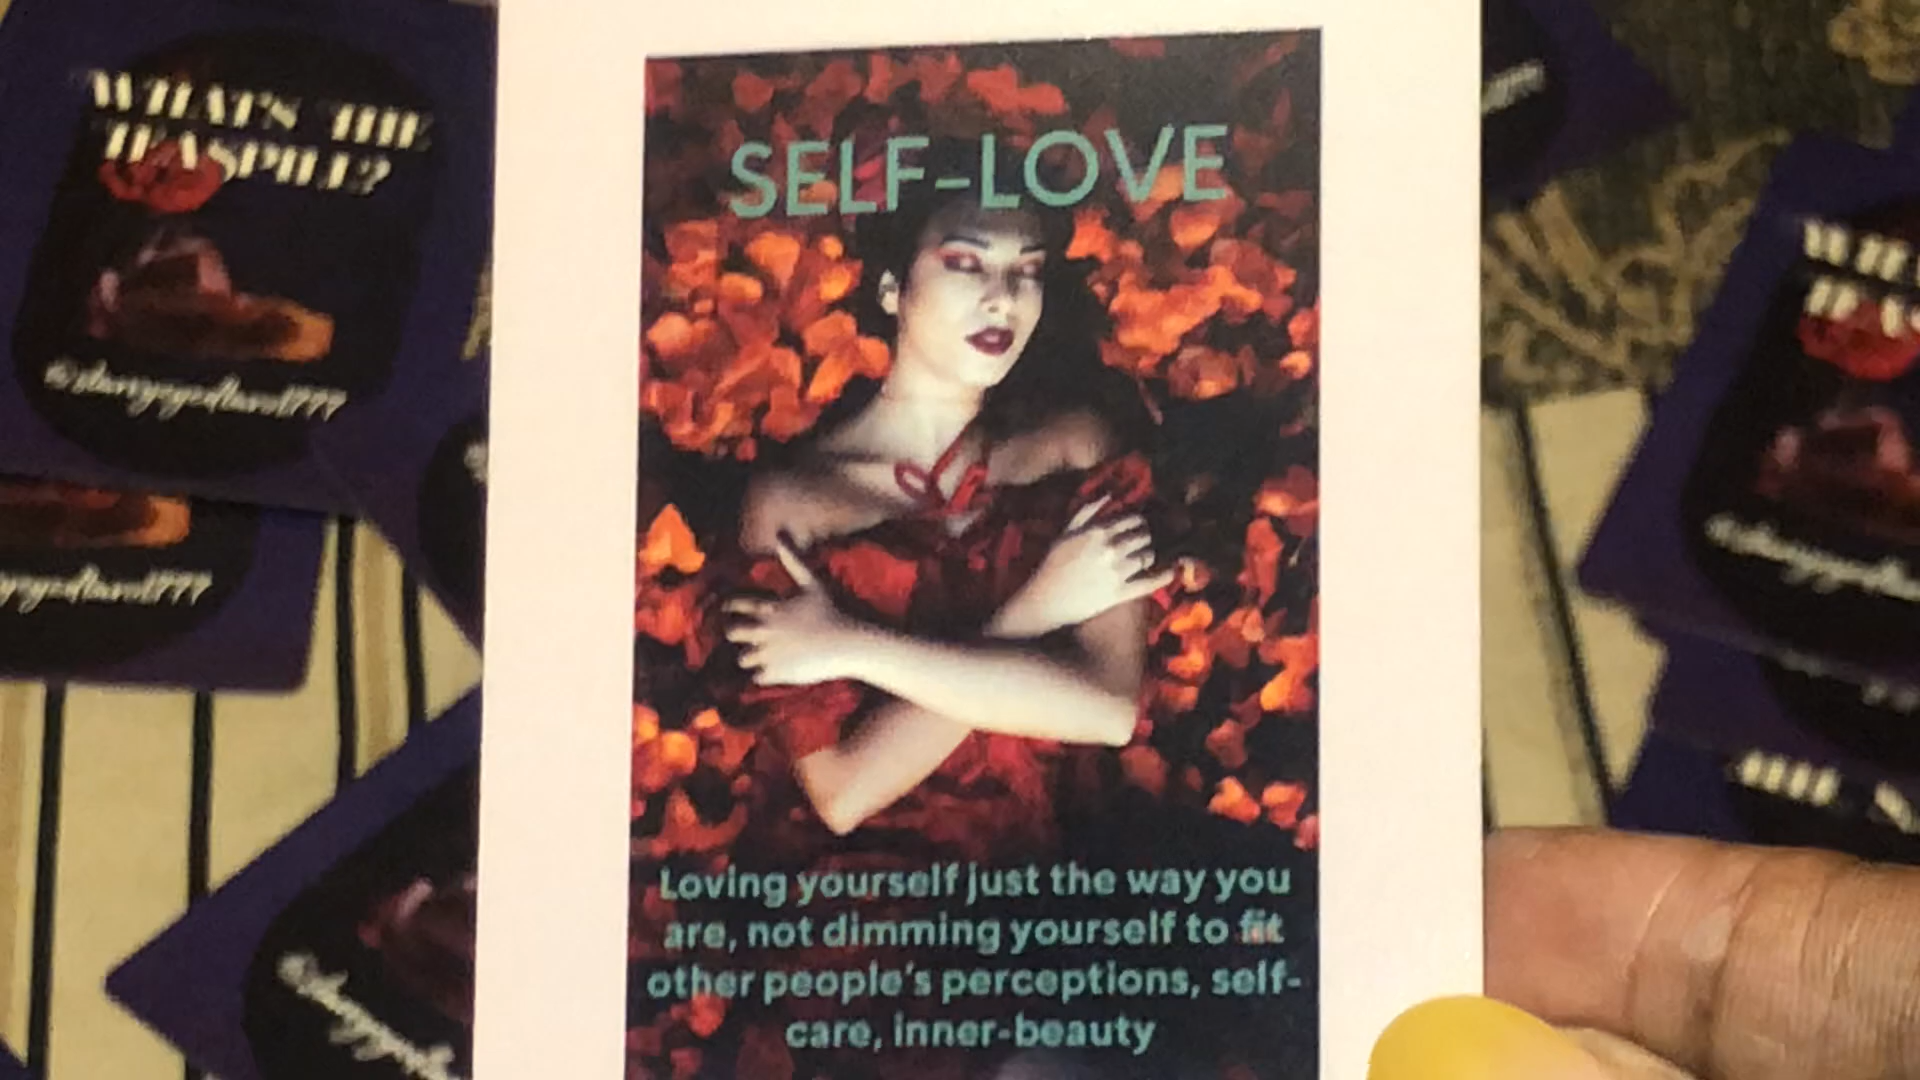 WHAT'S THE
TEASPILL?
SELF-LOVE
Loving yourself just the way you
are, not dimming yourself to fit
other people's perceptions, self-
care, inner-beauty